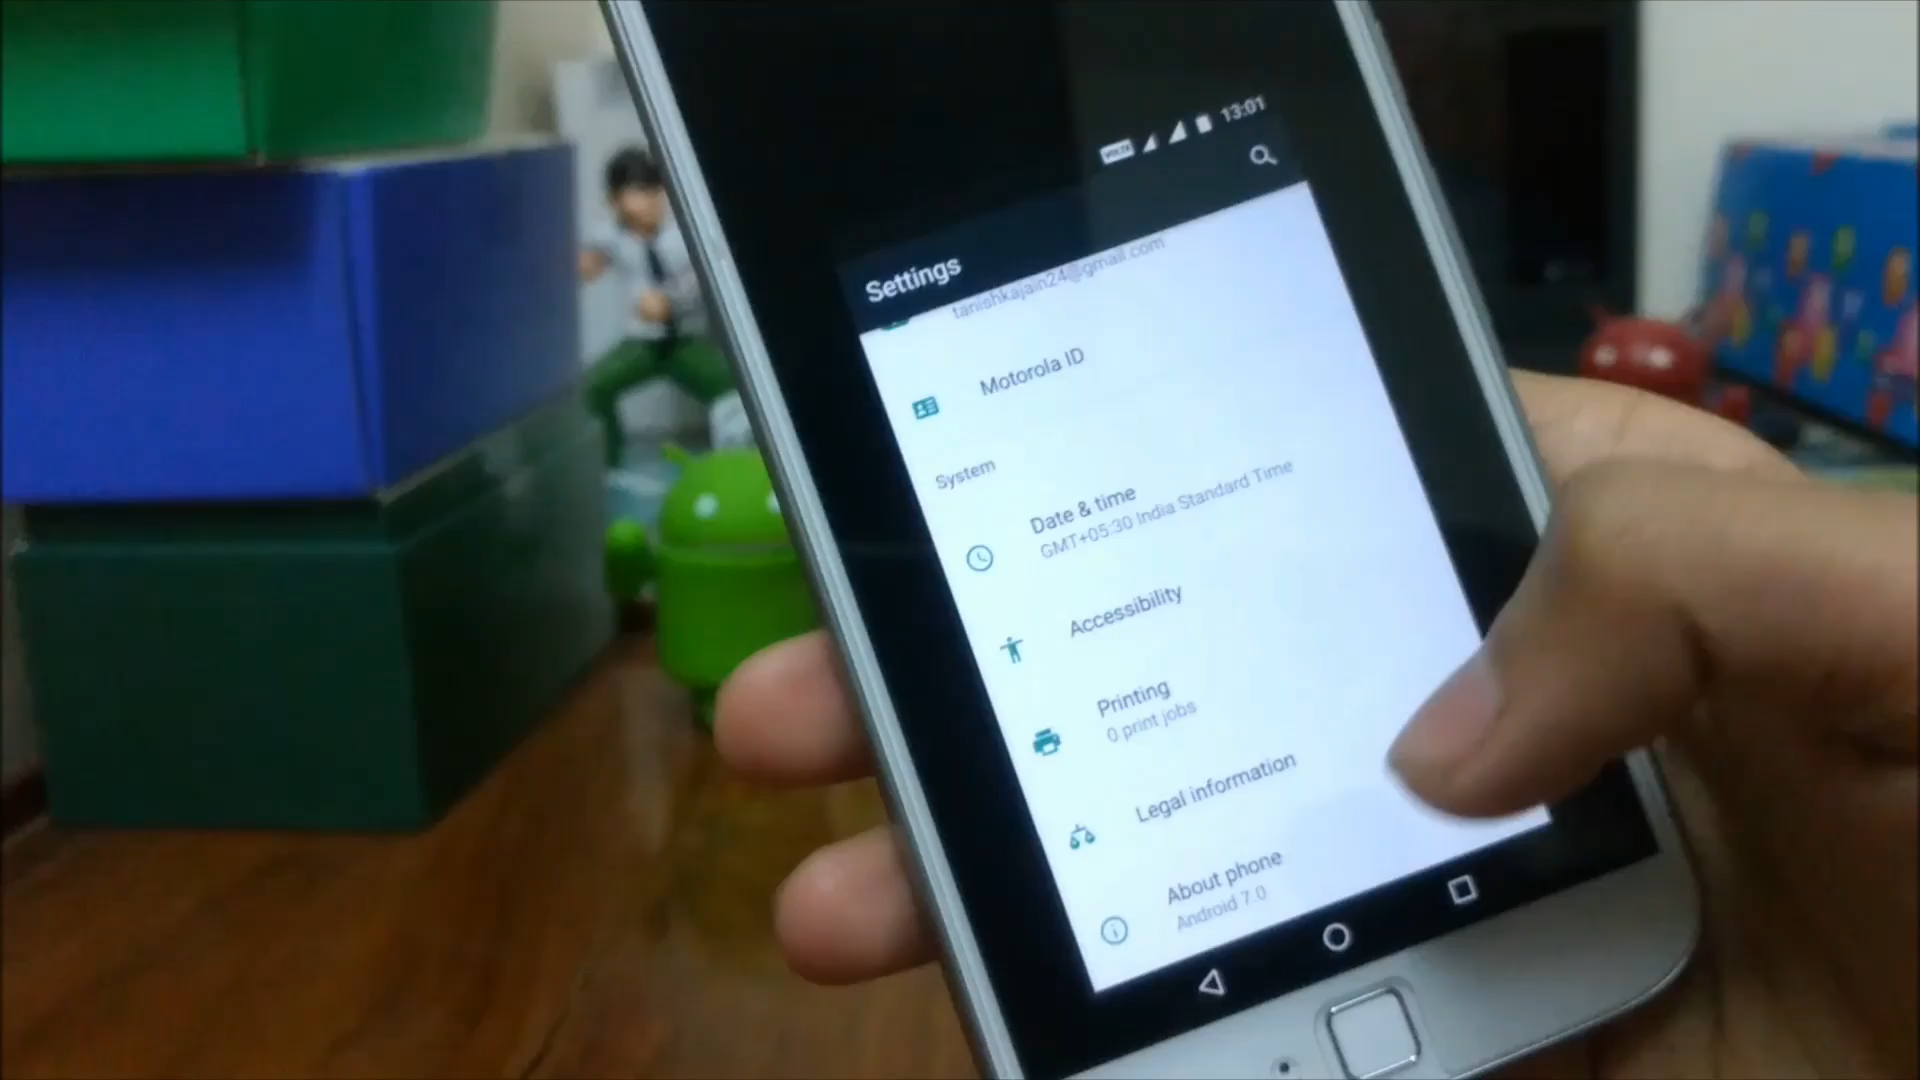 VoLTE 13:01
Settings
tanishkajain24@gmail.com
Motorola ID
System
Date & time
GMT+05:30 India Standard Time
Accessibility
Printing
0 print jobs
Legal information
About phone
Android 7.0